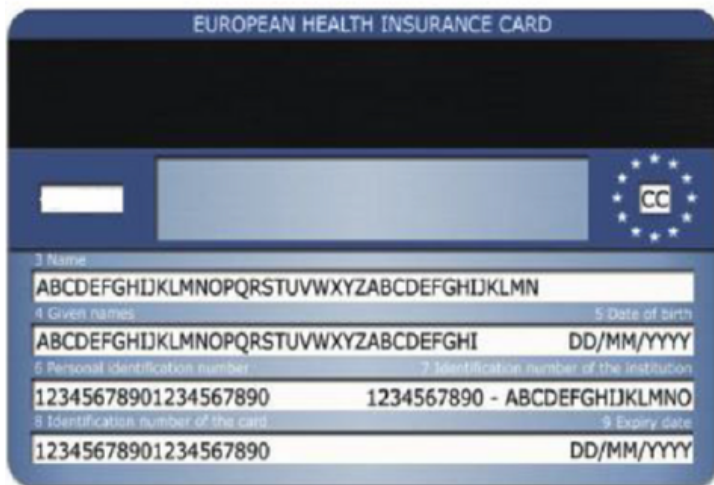 EUROPEAN HEALTH INSURANCE CARD
CC
3 Name
ABCDEFGHIJKLMNOPQRSTUVWXYZABCDEFGHIJKLMN
4 Given names 5 Date of birth
ABCDEFGHIJKLMNOPQRSTUVWXYZABCDEFGHI DD/MM/YYYY
6 Personal identification number 7 Identification number of the institution
12345678901234567890 1234567890 - ABCDEFGHIJKLMNO
8 Identification number of the card 9 Expiry date
12345678901234567890 DD/MM/YYYY